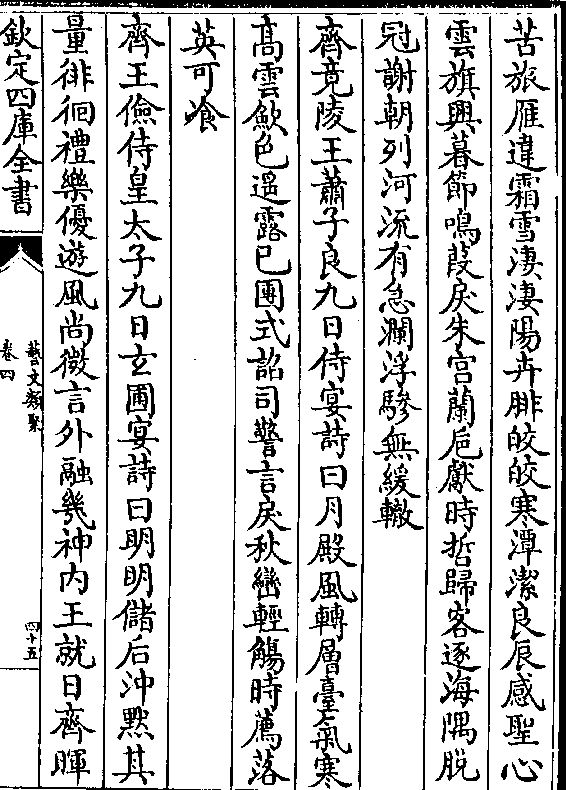 苦旅雁違霜雪淒淒陽卉腓皎皎寒潭潔良辰感聖心
雲旗興暮節鳴葭戾朱宮蘭巵獻時哲歸客遂海隅脫
冠謝朝列河流有急瀾浮驂無緩轍
齊竟陵王蕭子良九日侍宴詩曰月殿風轉層臺氣寒
高雲歛色遥露已團式詔司警言戾秋巒輕觴時薦落
英可飡
齊王儉侍皇太子九日玄圃宴詩曰明明儲后沖黙其
量徘徊禮樂優遊風尚微言外融幾神内王就日齊暉
欽定四庫全書
藝文類聚
卷四
四十五